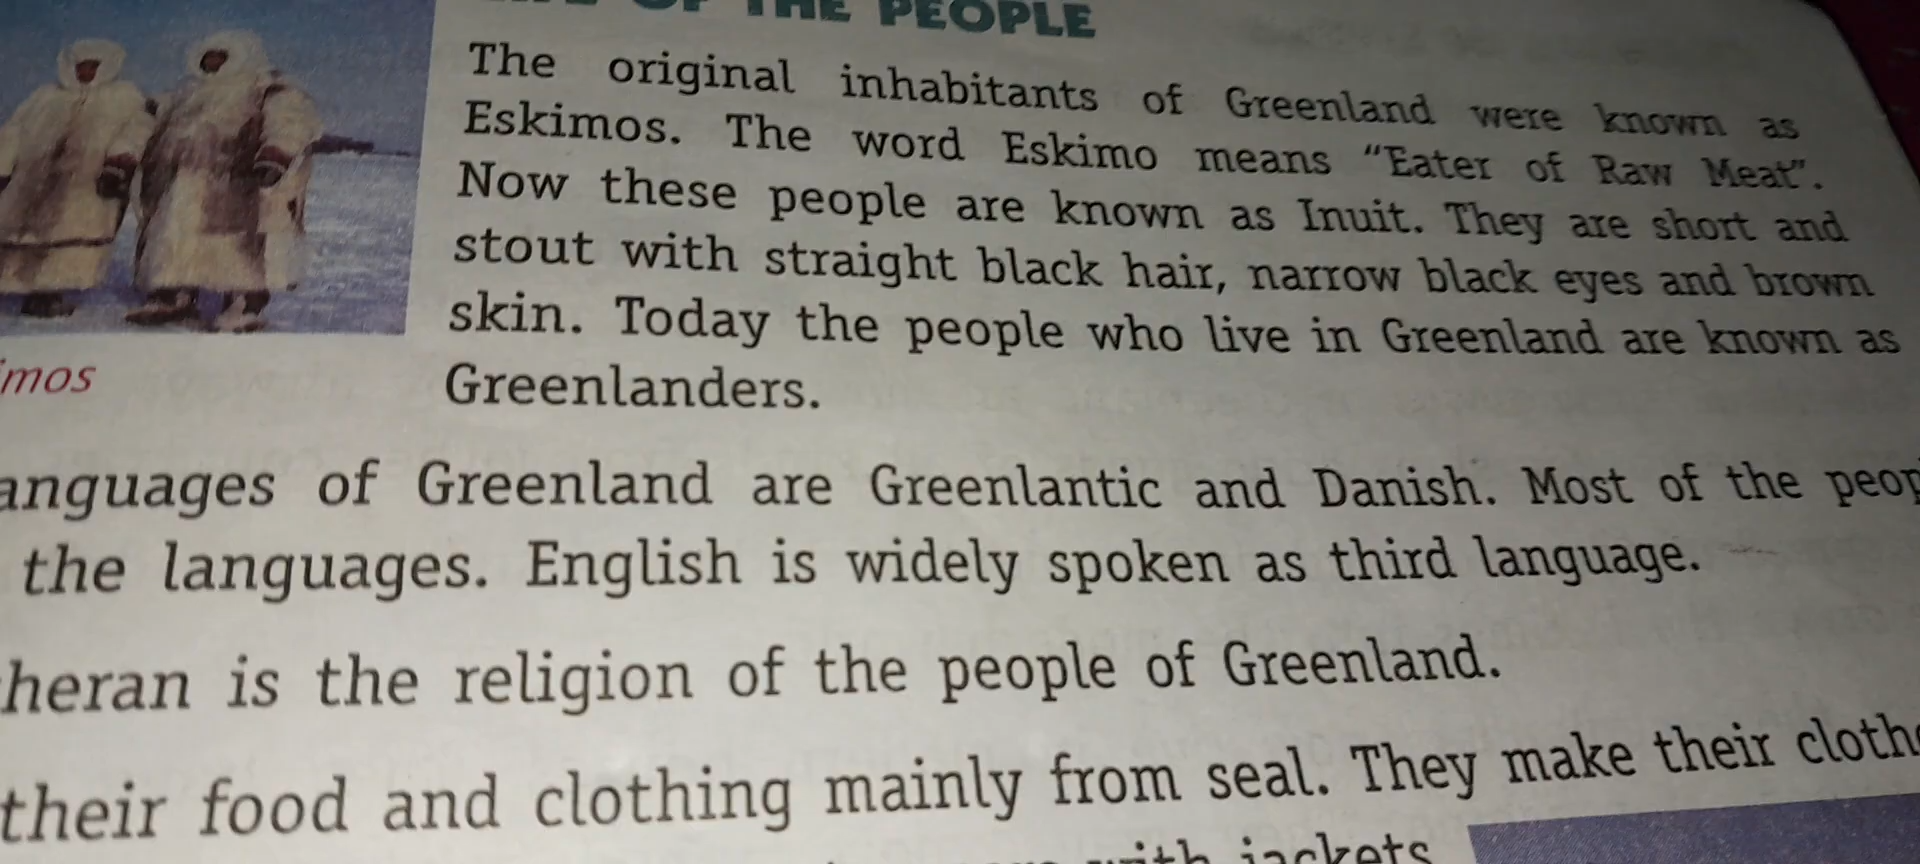 OF THE PEOPLE
The original inhabitants of Greenland were known as
Eskimos. The word Eskimo means "Eater of Raw Meat".
Now these people are known as Inuit. They are short and
stout with straight black hair, narrow black eyes and brown
skin. Today the people who live in Greenland are known as
Greenlanders.
mos
anguages of Greenland are Greenlantic and Danish. Most of the peop
the languages. English is widely spoken as third language.
heran is the religion of the people of Greenland.
their food and clothing mainly from seal. They make their cloth
with jackets